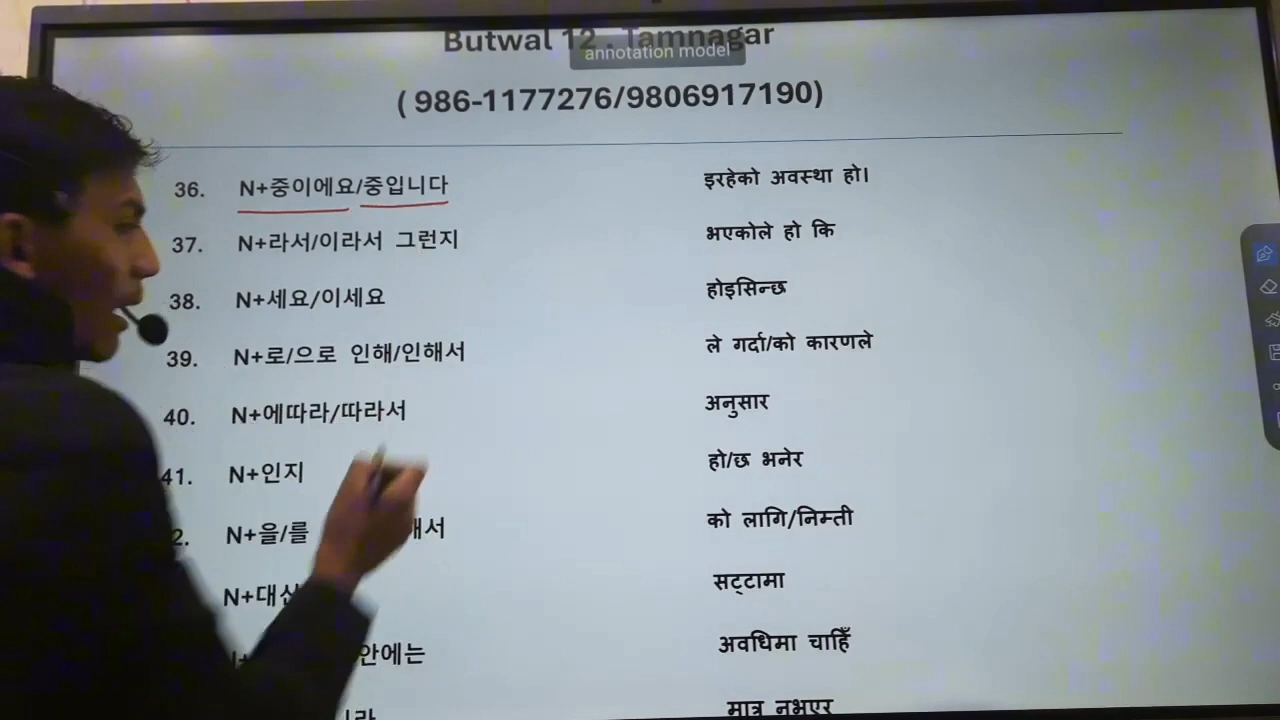 Butwal 12 , Tamnagar
annotation model
( 986-1177276/9806917190)
36. N+중이에요/중입니다 इरहेको अवस्था हो।
37. N+라서/이라서 그런지 भएकोले हो कि
38. N+세요/이세요 होइसिन्छ
39. N+로/으로 인해/인해서 ले गर्दा/को कारणले
40. N+에따라/따라서 अनुसार
41. N+인지 हो/छ भनेर
2. N+을/를 해서 को लागि/निम्ती
N+대신 सट्टामा
안에는 अवधिमा चाहिँ
मात्र नभएर